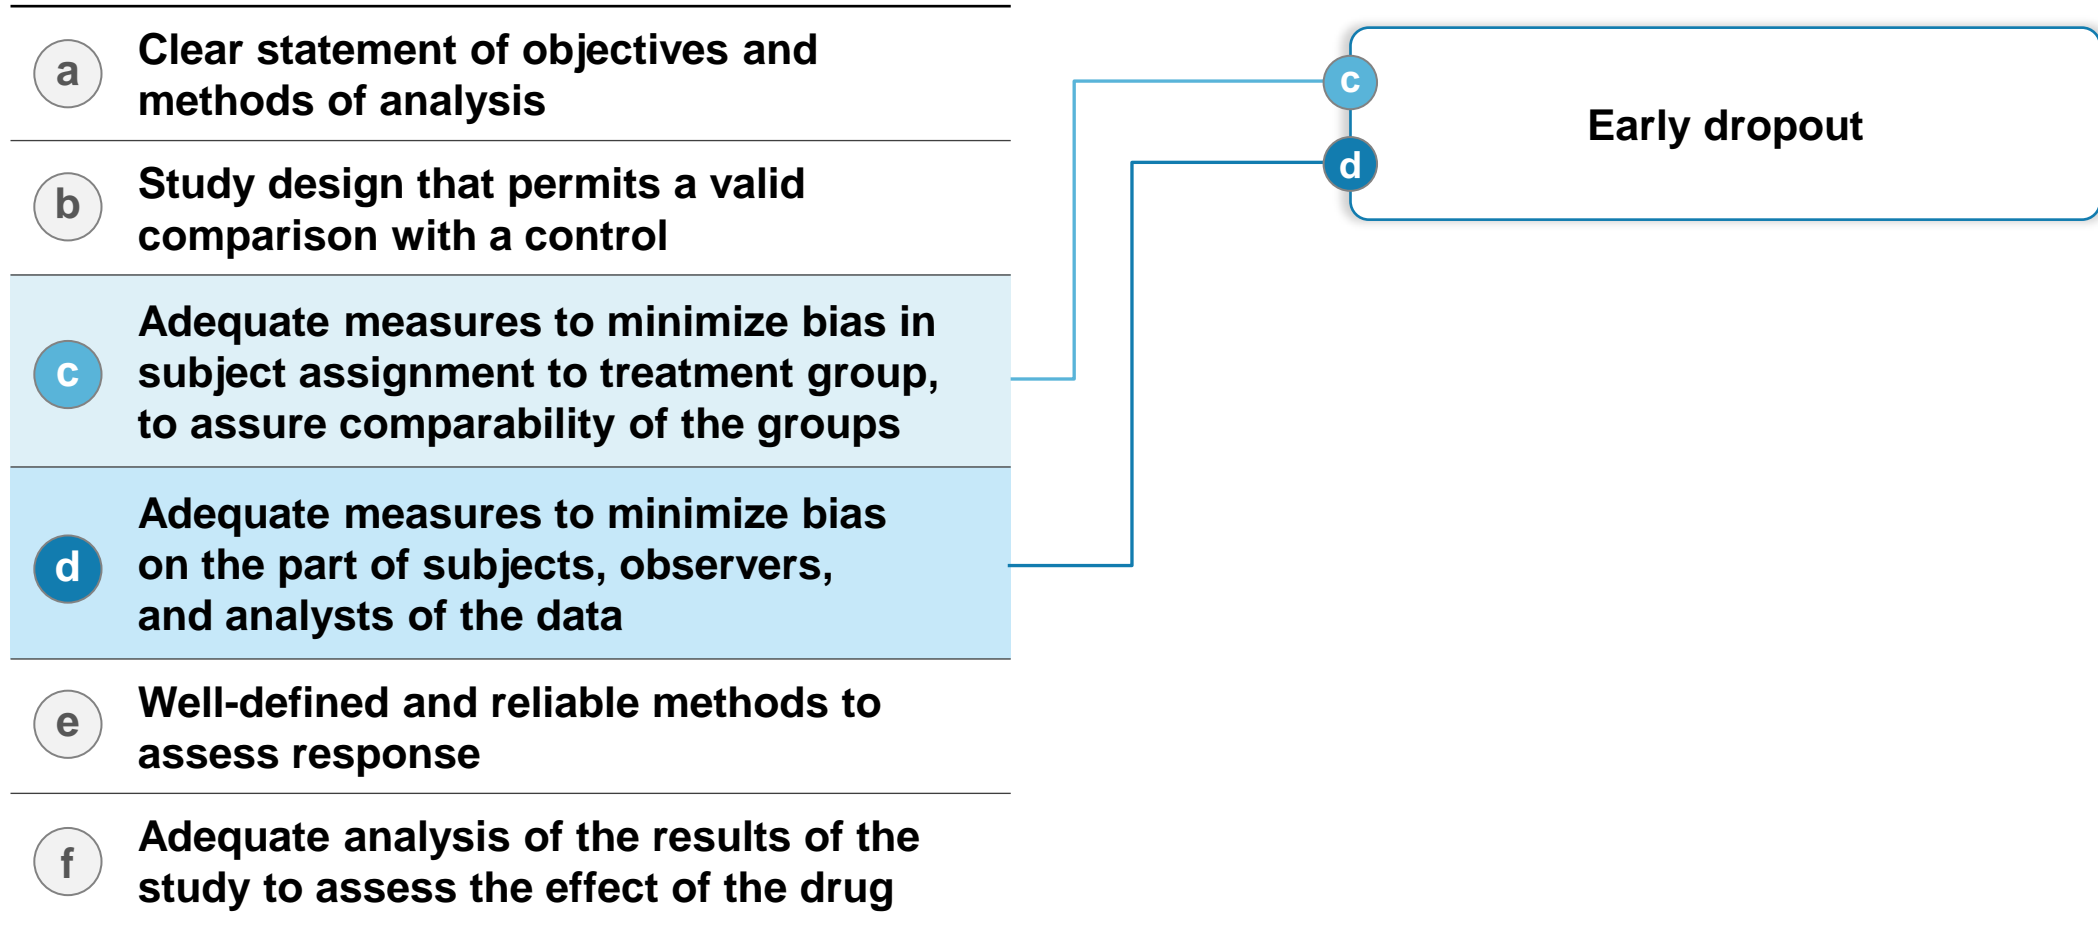 a
Clear statement of objectives and
methods of analysis
b
Study design that permits a valid
comparison with a control
c
Adequate measures to minimize bias in
subject assignment to treatment group,
to assure comparability of the groups
d
Adequate measures to minimize bias
on the part of subjects, observers,
and analysts of the data
e
Well-defined and reliable methods to
assess response
f
Adequate analysis of the results of the
study to assess the effect of the drug
c
d
Early dropout